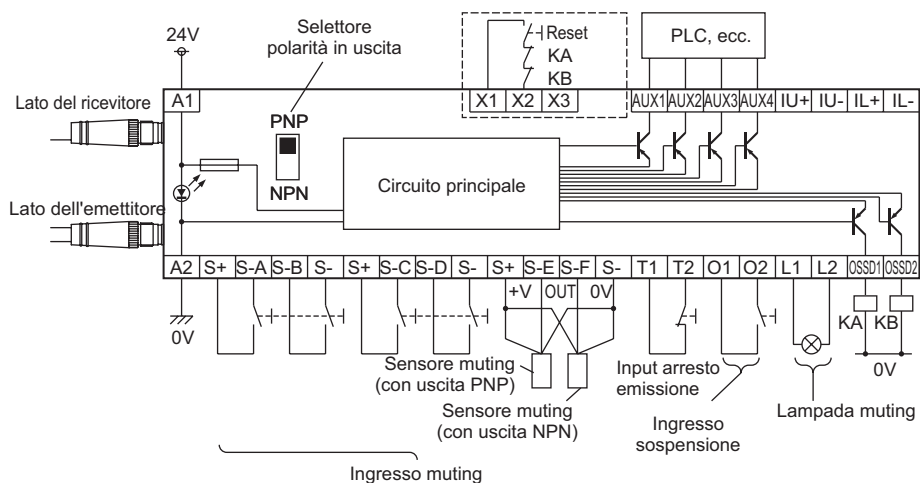 24V
Selettore
polarità in uscita
Reset
KA
KB
PLC, ecc.
A1
X1 X2 X3
AUX1 AUX2 AUX3 AUX4 IU+ IU- IL+ IL-
Lato del ricevitore
PNP
NPN
Circuito principale
Lato dell'emettitore
A2 S+ S-A S-B S- S+ S-C S-D S- S+ S-E S-F S- T1 T2 O1 O2 L1 L2 OSSD1 OSSD2
+V OUT 0V
0V
KA KB
0V
Sensore muting
(con uscita PNP)
Sensore muting
(con uscita NPN)
Input arresto
emissione
Ingresso
sospensione
Lampada muting
Ingresso muting